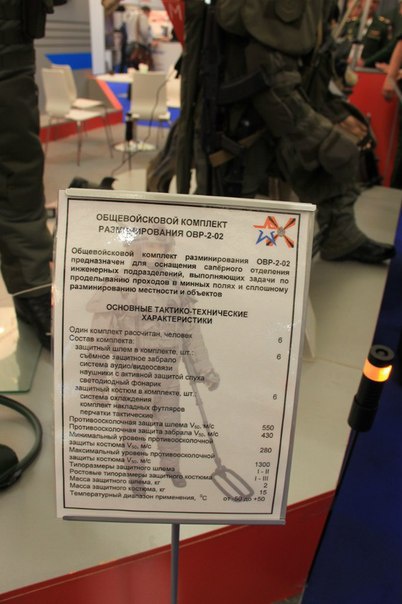 ОБЩЕВОЙСКОВОЙ КОМПЛЕКТ
РАЗМИНИРОВАНИЯ ОВР-2-02
Общевойсковой комплект разминирования ОВР-2-02
предназначен для оснащения сапёрного отделения
инженерных подразделений, выполняющих задачи по
проделыванию проходов в минных полях и сплошному
разминированию местности и объектов
ОСНОВНЫЕ ТАКТИКО-ТЕХНИЧЕСКИЕ
ХАРАКТЕРИСТИКИ
Один комплект рассчитан, человек 6
Состав комплекта:
защитный шлем в комплекте, шт.: 6
съёмное защитное забрало
система аудио/видеосвязи
наушники с активной защитой слуха
светодиодный фонарик
защитный костюм в комплекте, шт.: 6
система охлаждения
комплект накладных футляров
перчатки тактические
Противоосколочная защита шлема V50, м/с 550
Противоосколочная защита забрала V50, м/с 430
Минимальный уровень противоосколочной
защиты костюма V50, м/с 280
Максимальный уровень противоосколочной
защиты костюма V50, м/с 1300
Типоразмеры защитного шлема I - II
Ростовые типоразмеры защитного костюма I - III
Масса защитного шлема, кг 2
Масса защитного костюма, кг 15
Температурный диапазон применения, °С от -50 до +50